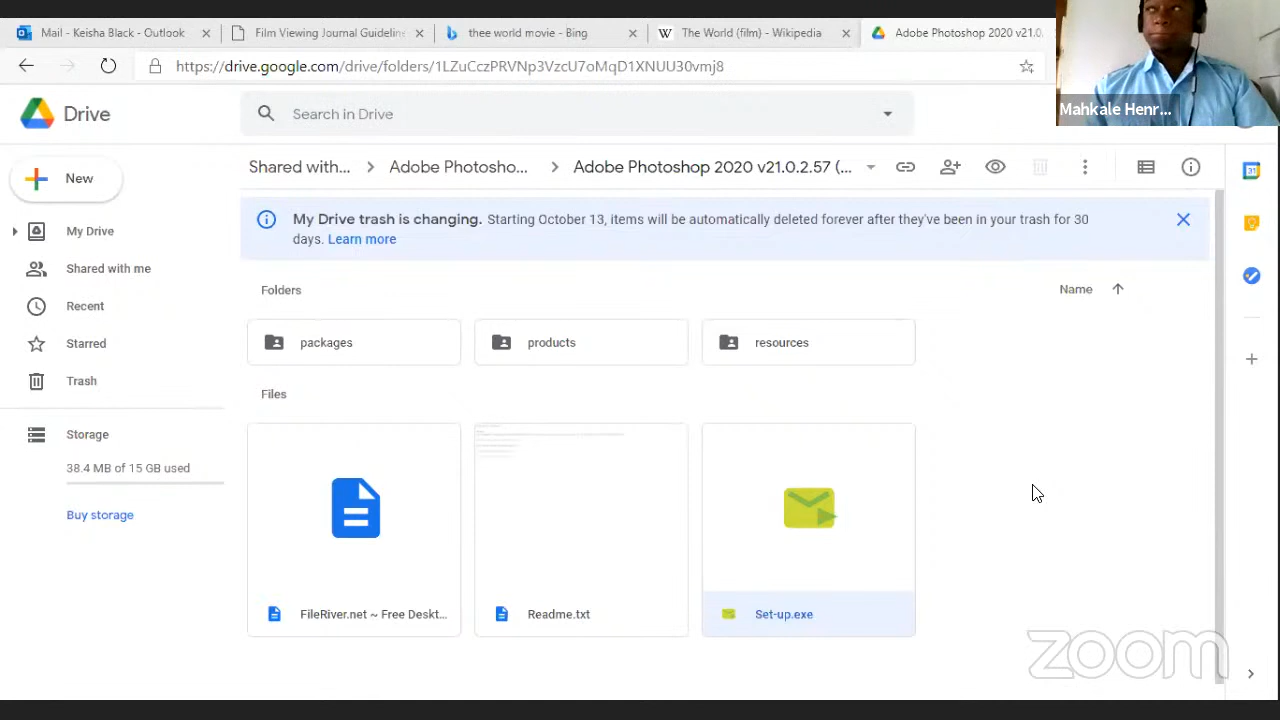 Mail - Keisha Black - Outlook
Film Viewing Journal Guideline
thee world movie - Bing
The World (film) - Wikipedia
Adobe Photoshop 2020 v21.0.
https://drive.google.com/drive/folders/1LZuCczPRVNp3VzcU7oMqD1XNUU30vmj8
Mahkale Henr...
Drive
Search in Drive
New
Shared with...
Adobe Photosho...
Adobe Photoshop 2020 v21.0.2.57 (...
31
My Drive trash is changing. Starting October 13, items will be automatically deleted forever after they've been in your trash for 30
days. Learn more
My Drive
Shared with me
Recent
Starred
Trash
Storage
38.4 MB of 15 GB used
Buy storage
Folders
Name
packages
products
resources
Files
FileRiver.net ~ Free Deskt...
Readme.txt
Set-up.exe
zoom